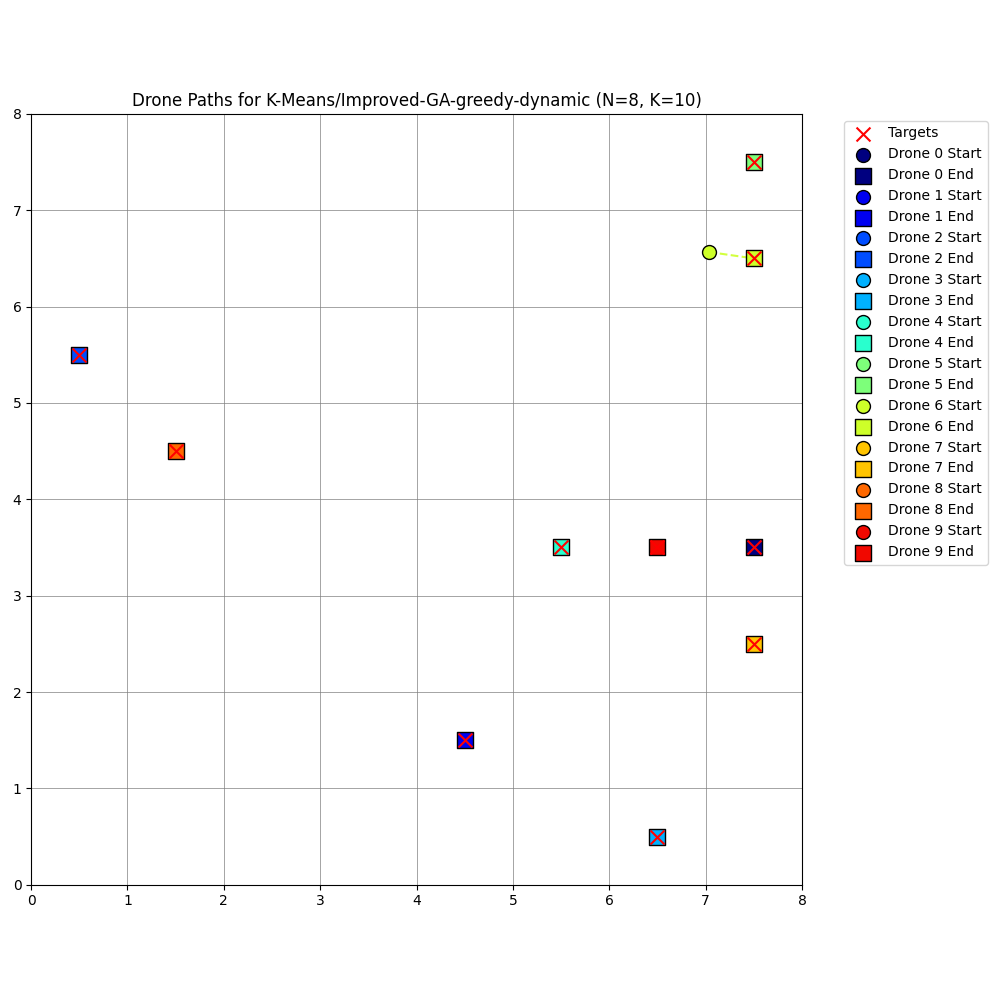 Drone Paths for K-Means/Improved-GA-greedy-dynamic (N=8, K=10)
8
7
6
5
4
3
2
1
0
0 1 2 3 4 5 6 7 8
Targets
Drone 0 Start
Drone 0 End
Drone 1 Start
Drone 1 End
Drone 2 Start
Drone 2 End
Drone 3 Start
Drone 3 End
Drone 4 Start
Drone 4 End
Drone 5 Start
Drone 5 End
Drone 6 Start
Drone 6 End
Drone 7 Start
Drone 7 End
Drone 8 Start
Drone 8 End
Drone 9 Start
Drone 9 End